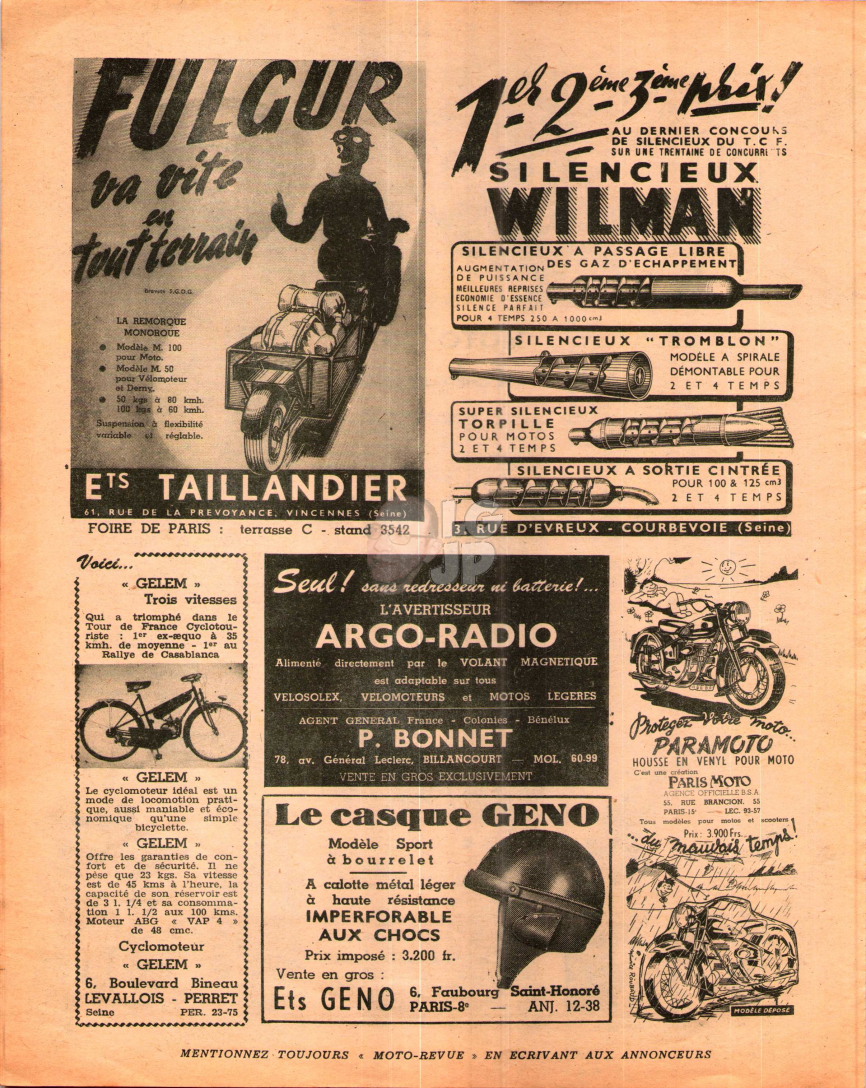 FULGUR
va vite
en
tout terrain
Brevets S.G.D.G.
LA REMORQUE
MONOROUE
● Modèle M. 100
pour Moto.
● Modèle M. 50
pour Vélomoteur
et Derny.
● 50 kgs à 80 kmh.
100 kgs à 60 kmh.
Suspension à flexibilité
variable et réglable.
ETS TAILLANDIER
61, RUE DE LA PREVOYANCE, VINCENNES (Seine)
FOIRE DE PARIS : terrasse C - stand 3542
1er 2ème 3ème prix !
AU DERNIER CONCOURS
DE SILENCIEUX DU T. C. F.
SUR UNE TRENTAINE DE
SILENCIEUX
WILMAN
SILENCIEUX A PASSAGE LIBRE
DES GAZ D'ECHAPPEMENT
AUGMENTATION
DE PUISSANCE
MEILLEURES REPRISES
ECONOMIE D'ESSENCE
SILENCE PARFAIT
POUR 4 TEMPS 250 A 1000 cm3
SILENCIEUX "TROMBLON"
MODÈLE A SPIRALE
DÉMONTABLE POUR
2 ET 4 TEMPS
SUPER SILENCIEUX
TORPILLE
POUR MOTOS
2 ET 4 TEMPS
SILENCIEUX A SORTIE CINTRÉE
POUR 100 & 125 cm3
2 ET 4 TEMPS
3, RUE D'EVREUX - COURBEVOIE (Seine)
Voici...
« GELEM »
Trois vitesses
Qui a triomphé dans le
Tour de France Cyclotou-
riste : 1er ex-æquo à 35
kmh. de moyenne - 1er au
Rallye de Casablanca
« GELEM »
Le cyclomoteur idéal est un
mode de locomotion prati-
que, aussi maniable et éco-
nomique qu'une simple
bicyclette.
« GELEM »
Offre les garanties de con-
fort et de sécurité. Il ne
pèse que 23 kgs. Sa vitesse
est de 45 kms à l'heure, la
capacité de son réservoir est
de 3 l. 1/4 et sa consomma-
tion 1 l. 1/2 aux 100 kms.
Moteur ABG « VAP 4 »
de 48 cmc.
Cyclomoteur
« GELEM »
6, Boulevard Bineau
LEVALLOIS - PERRET
Seine PER. 23-75
Seul ! sans redresseur ni batterie !...
L'AVERTISSEUR
ARGO-RADIO
Alimenté directement par le VOLANT MAGNETIQUE
est adaptable sur tous
VELOSOLEX, VELOMOTEURS et MOTOS LEGERES
AGENT GENERAL France - Colonies - Bénélux
P. BONNET
78, av. Général Leclerc, BILLANCOURT — MOL. 60-99
VENTE EN GROS EXCLUSIVEMENT
Le casque GENO
Modèle Sport
à bourrelet
A calotte métal léger
à haute résistance
IMPERFORABLE
AUX CHOCS
Prix imposé : 3.200 fr.
Vente en gros :
Ets GENO 6, Faubourg Saint-Honoré
PARIS-8e — ANJ. 12-38
Protégez votre moto...
PARAMOTO
HOUSSE EN VENYL POUR MOTO
C'est une création
PARIS MOTO
AGENCE OFFICIELLE B.S.A.
55, RUE BRANCION, 55
PARIS-15e — LEC. 93-57
Tous modèles pour motos et scooters
Prix : 3.900 Frs.
...du mauvais temps !
MODÈLE DÉPOSÉ
MENTIONNEZ TOUJOURS « MOTO-REVUE » EN ECRIVANT AUX ANNONCEURS